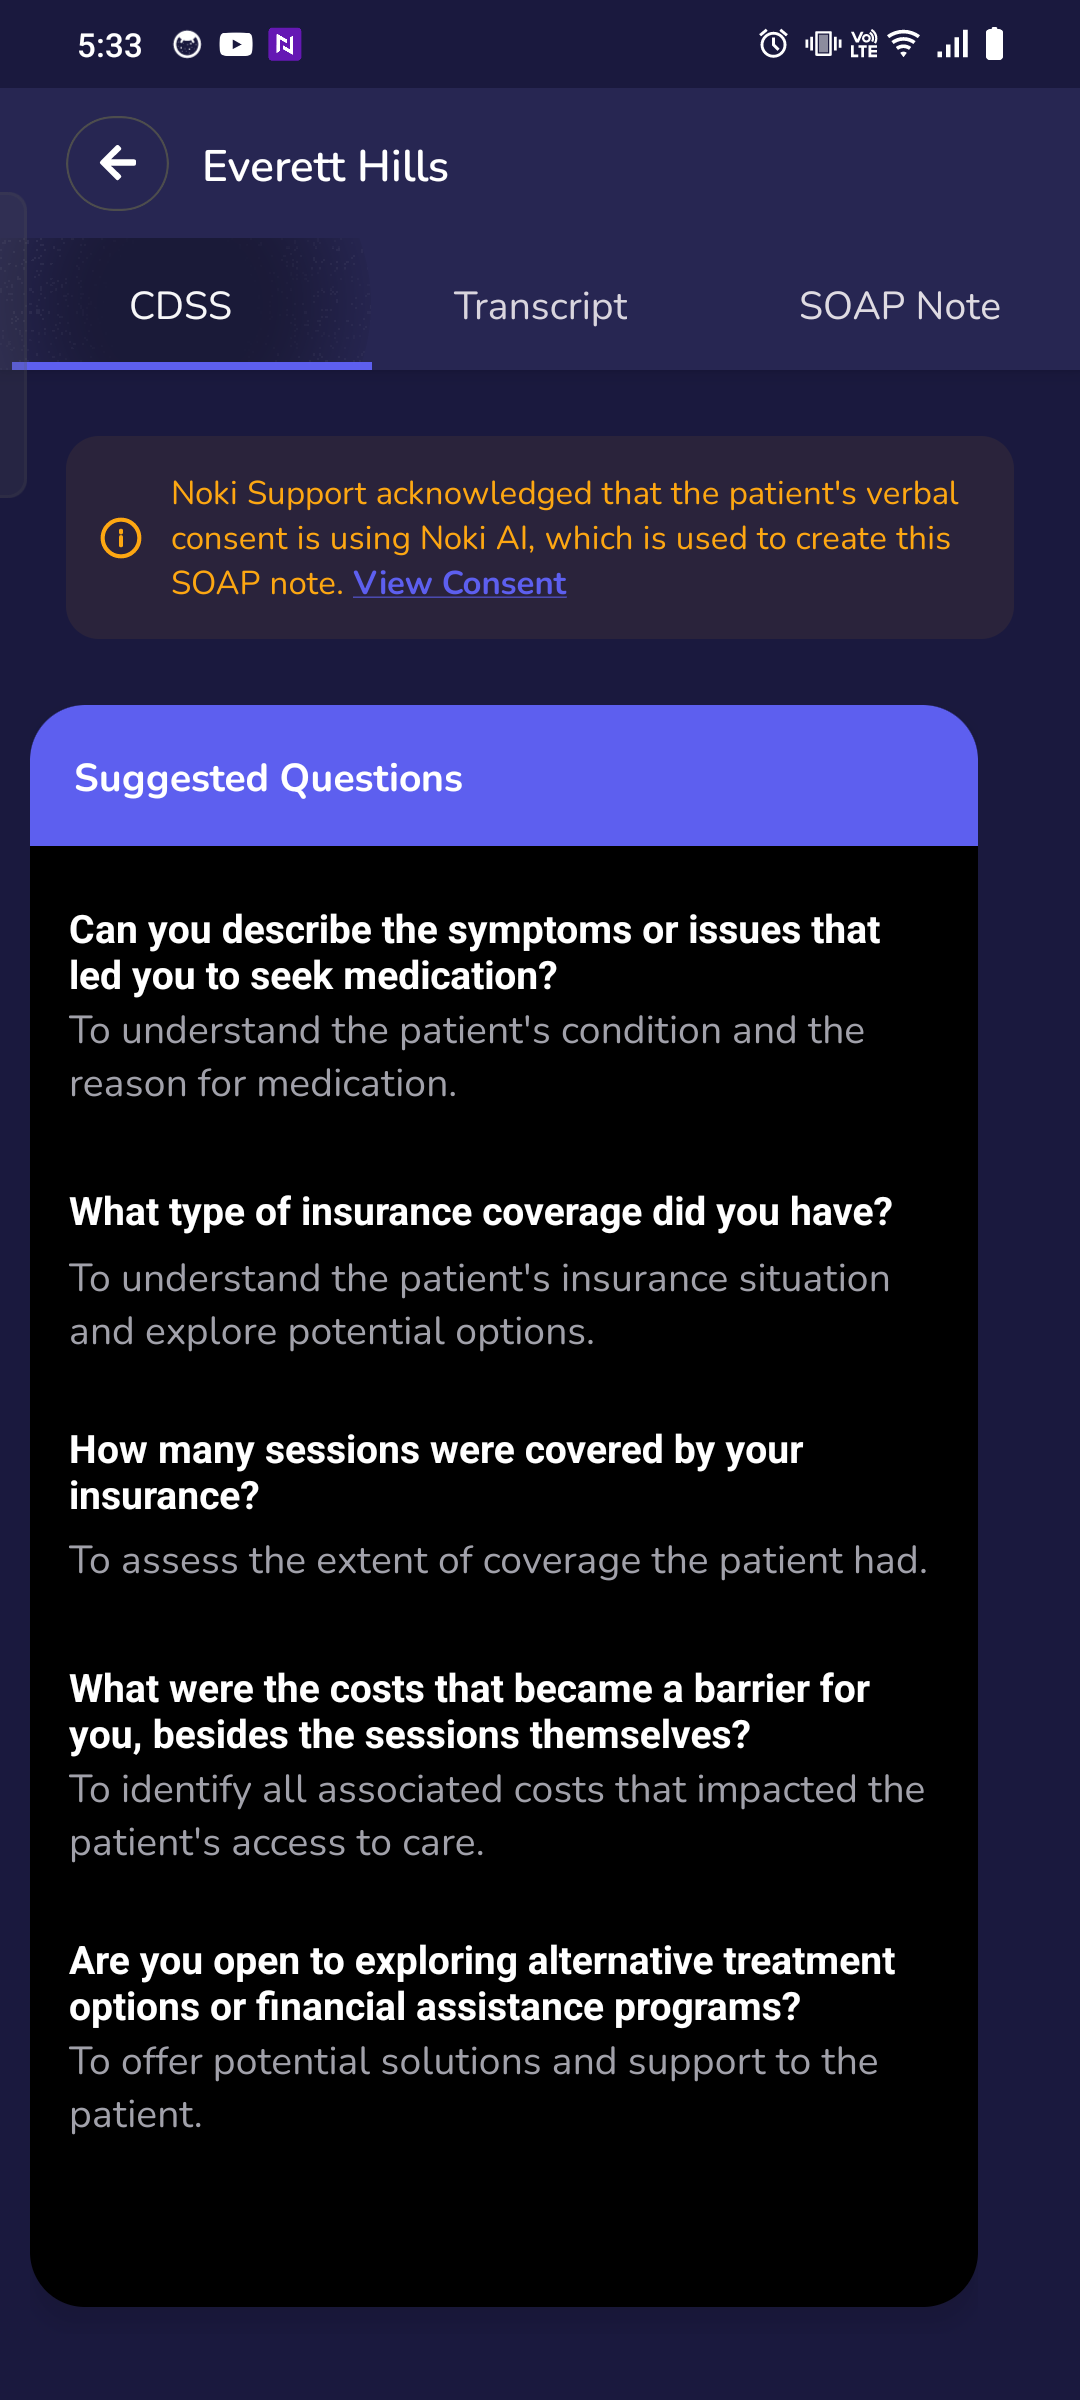 5:33
Vo)) LTE
Everett Hills
CDSS
Transcript
SOAP Note
Noki Support acknowledged that the patient's verbal
consent is using Noki AI, which is used to create this
SOAP note. View Consent
Suggested Questions
Can you describe the symptoms or issues that
led you to seek medication?
To understand the patient's condition and the
reason for medication.
What type of insurance coverage did you have?
To understand the patient's insurance situation
and explore potential options.
How many sessions were covered by your
insurance?
To assess the extent of coverage the patient had.
What were the costs that became a barrier for
you, besides the sessions themselves?
To identify all associated costs that impacted the
patient's access to care.
Are you open to exploring alternative treatment
options or financial assistance programs?
To offer potential solutions and support to the
patient.